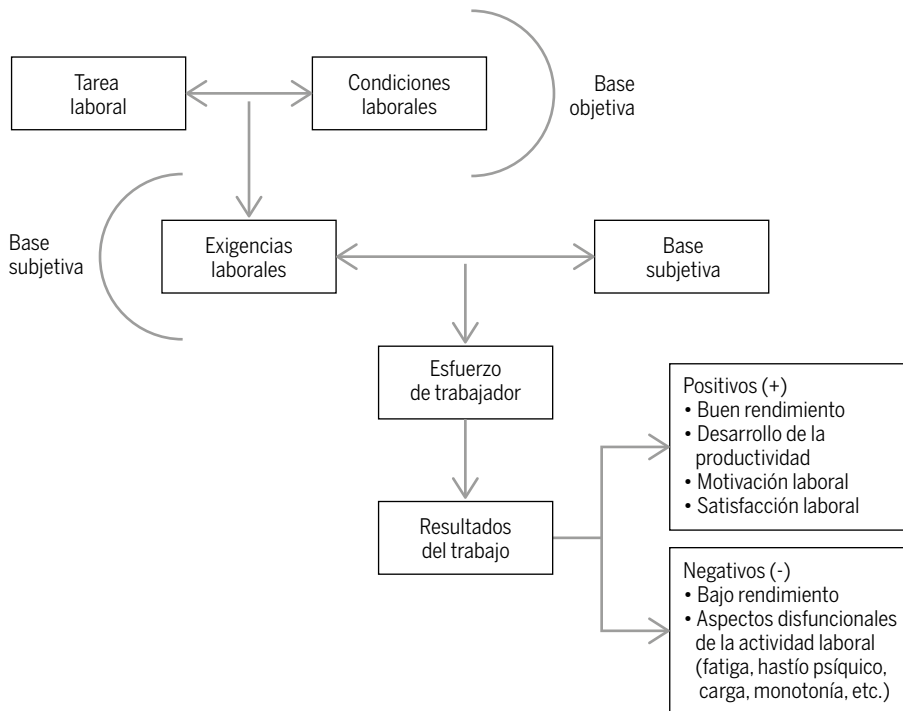 Tarea
laboral
Condiciones
laborales
Base
objetiva
Base
subjetiva
Exigencias
laborales
Base
subjetiva
Esfuerzo
de trabajador
Resultados
del trabajo
Positivos (+)
• Buen rendimiento
• Desarrollo de la
productividad
• Motivación laboral
• Satisfacción laboral
Negativos (-)
• Bajo rendimiento
• Aspectos disfuncionales
de la actividad laboral
(fatiga, hastío psíquico,
carga, monotonía, etc.)